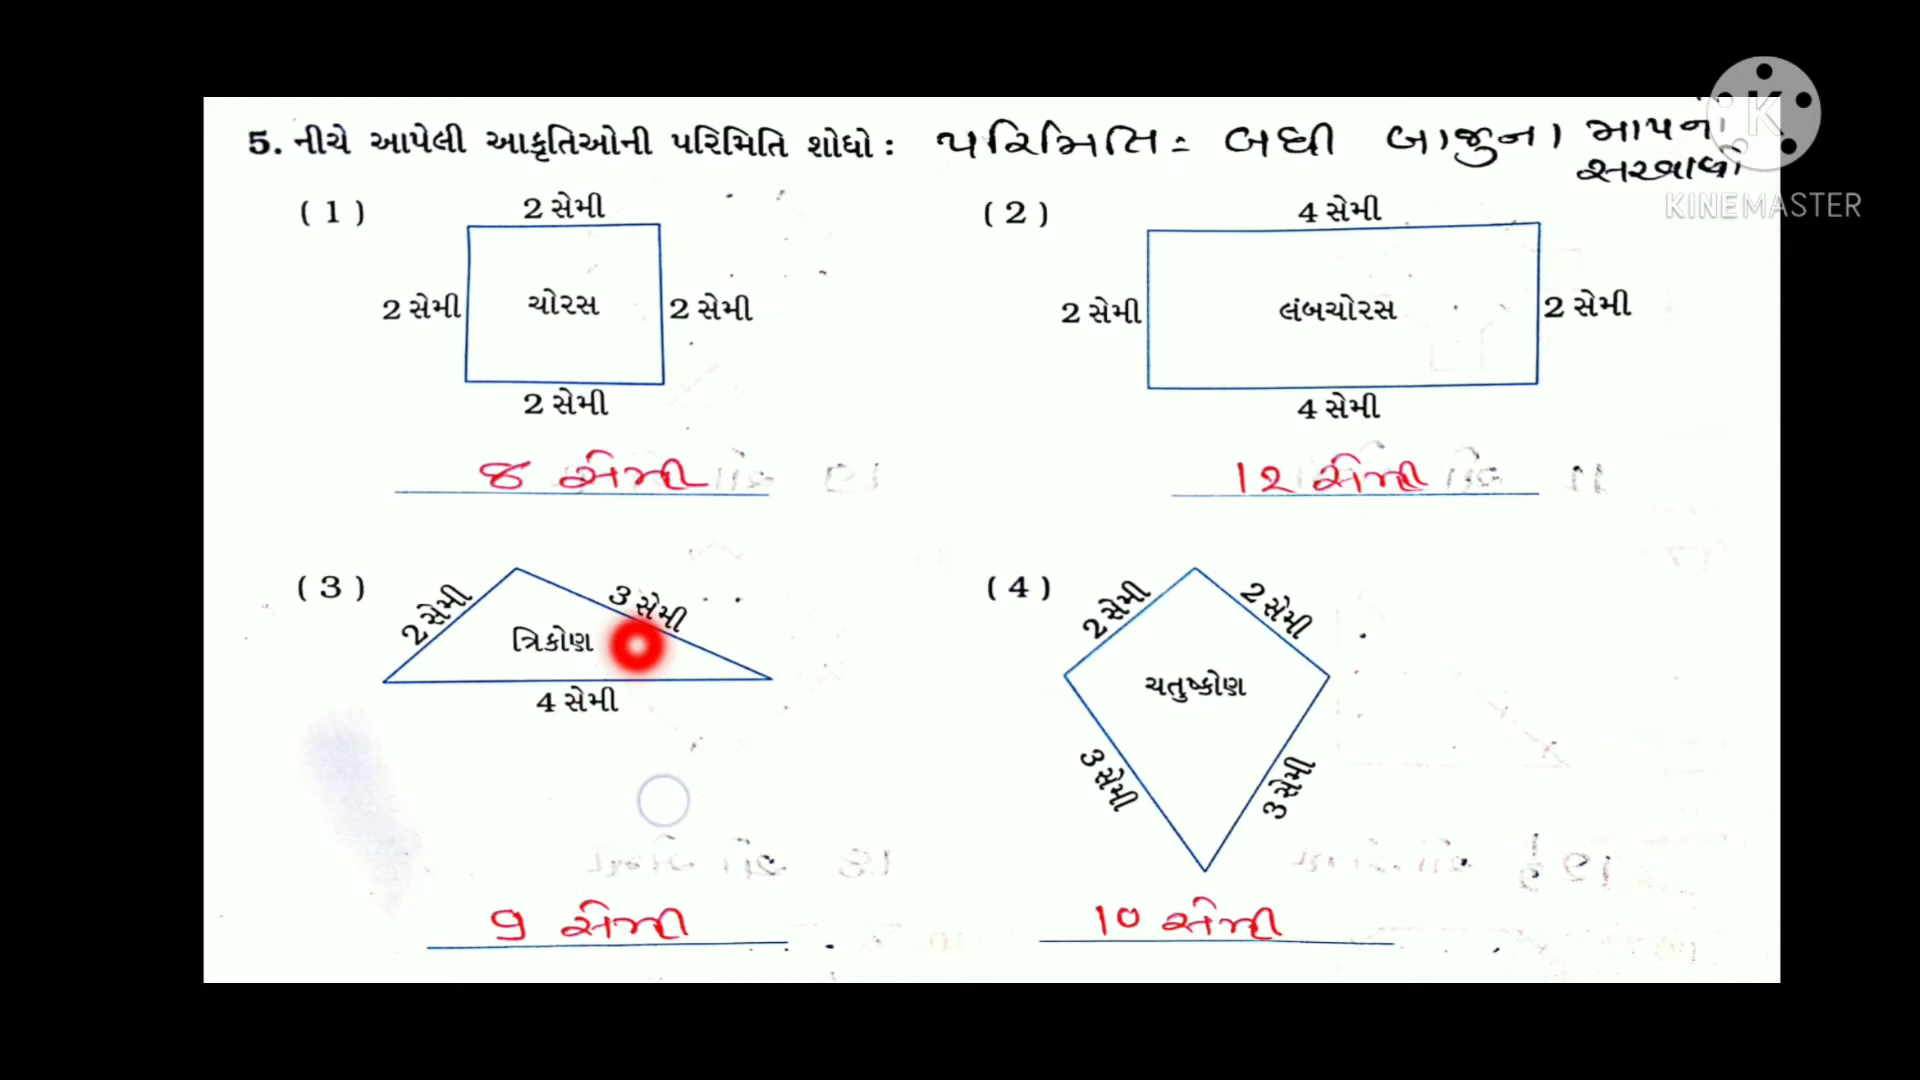 5. નીચે આપેલી આકૃતિઓની પરિમિતિ શોધો : પરિમિતિ : બધી બાજુના માપનો
સરવાળો
KINEMASTER
( 1 )
2 સેમી
2 સેમી ચોરસ 2 સેમી
2 સેમી
8 સેમી
( 2 )
4 સેમી
2 સેમી લંબચોરસ 2 સેમી
4 સેમી
12 સેમી
( 3 )
2 સેમી 3 સેમી
ત્રિકોણ
4 સેમી
9 સેમી
( 4 )
2 સેમી 2 સેમી
ચતુષ્કોણ
3 સેમી 3 સેમી
10 સેમી